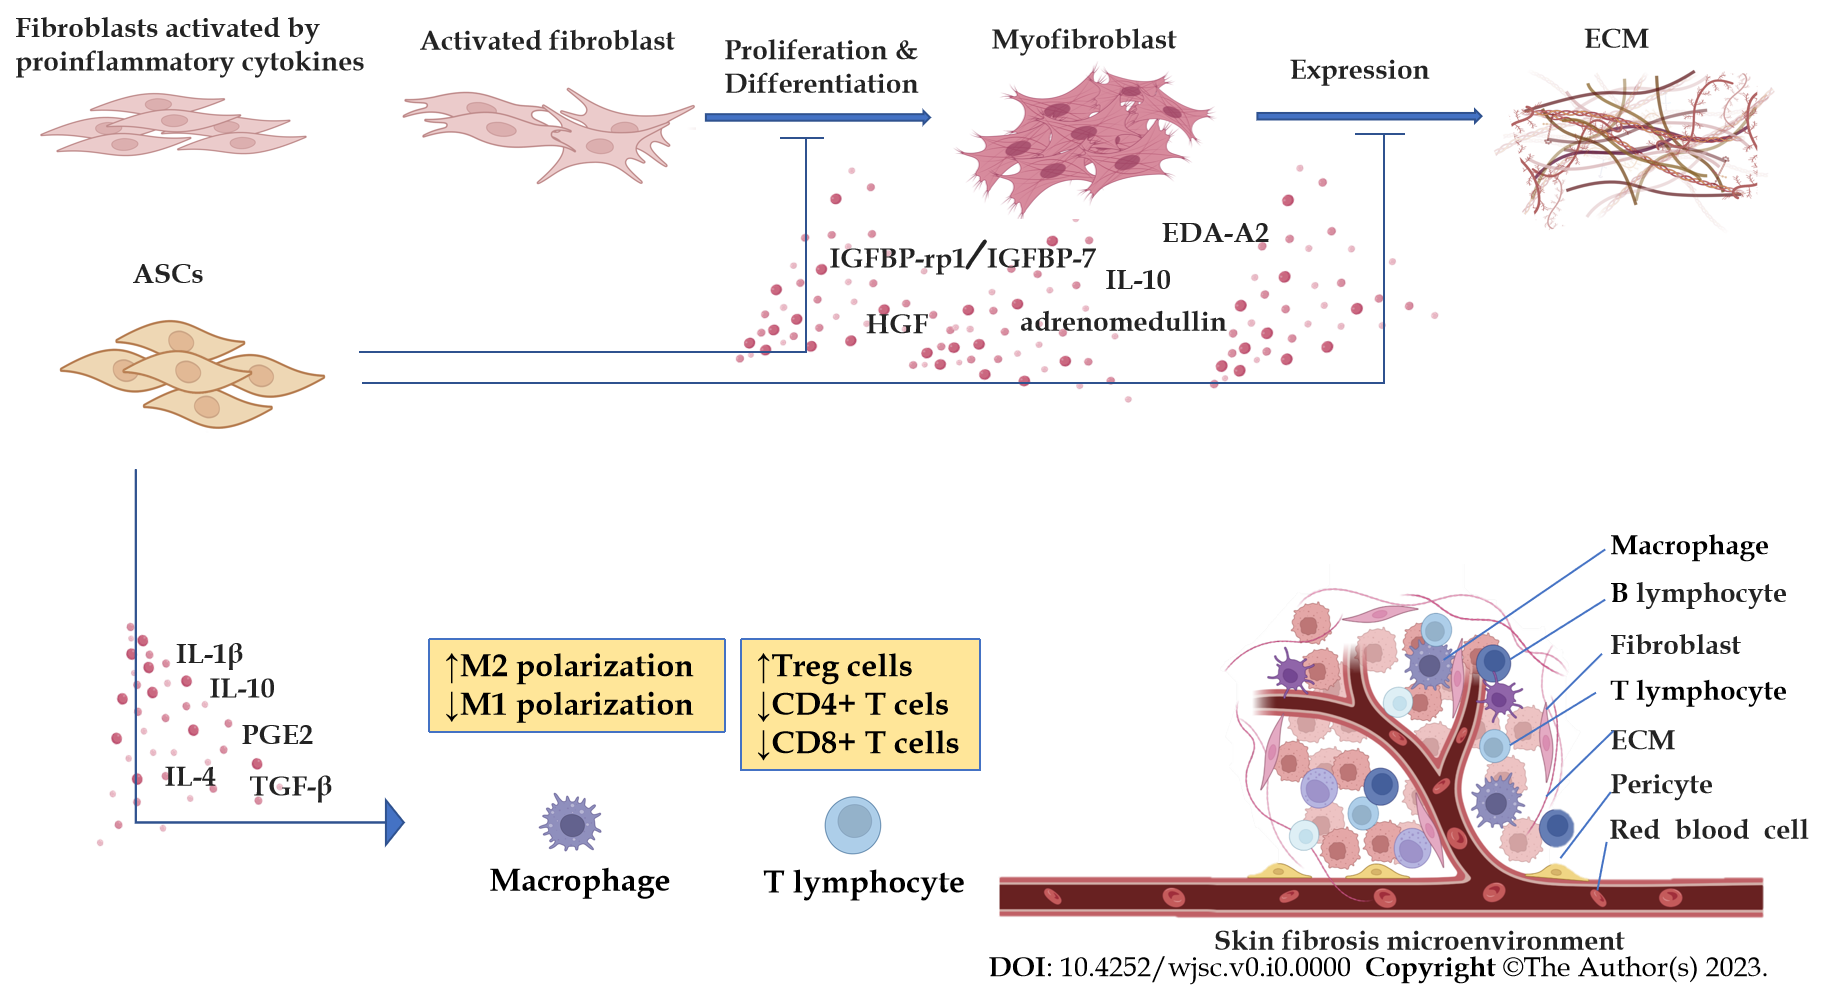 Fibroblasts activated by
proinflammatory cytokines
Activated fibroblast
Proliferation &
Differentiation
Myofibroblast
Expression
ECM
ASCs
EDA-A2
IGFBP-rp1/IGFBP-7
IL-10
HGF
adrenomedullin
IL-1β
IL-10
PGE2
IL-4
TGF-β
↑M2 polarization
↓M1 polarization
↑Treg cells
↓CD4+ T cels
↓CD8+ T cells
Macrophage
T lymphocyte
Macrophage
B lymphocyte
Fibroblast
T lymphocyte
ECM
Pericyte
Red blood cell
Skin fibrosis microenvironment
DOI: 10.4252/wjsc.v0.i0.0000 Copyright ©The Author(s) 2023.